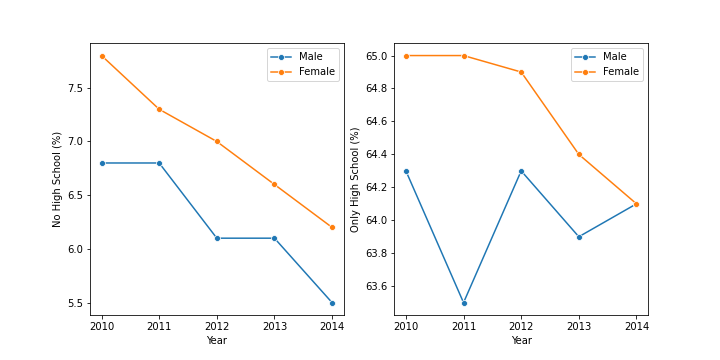 Male
Female
No High School (%)
7.5
7.0
6.5
6.0
5.5
2010 2011 2012 2013 2014
Year
Male
Female
Only High School (%)
65.0
64.8
64.6
64.4
64.2
64.0
63.8
63.6
2010 2011 2012 2013 2014
Year